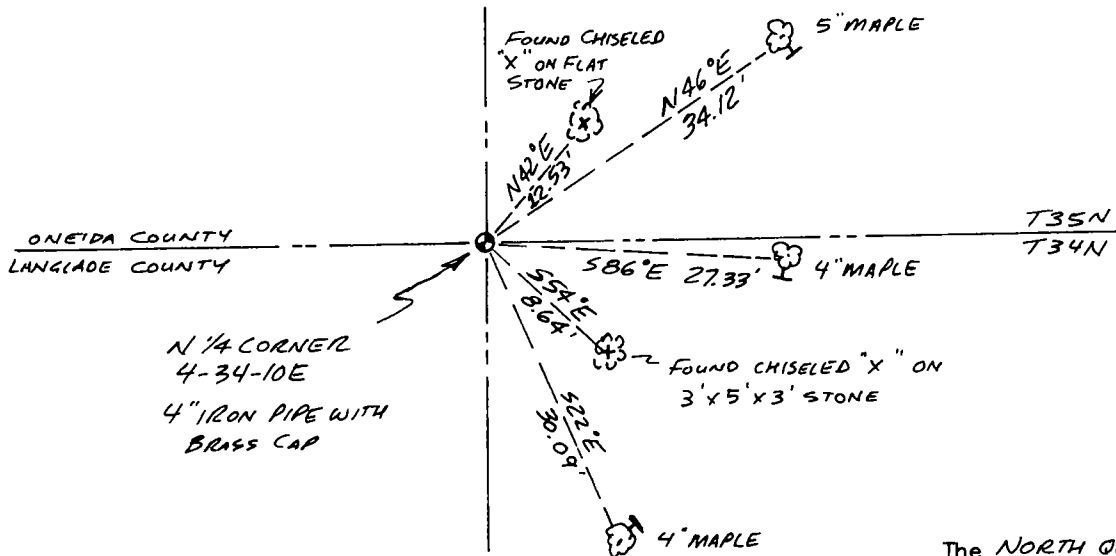 FOUND CHISELED
"X" ON FLAT
STONE
5" MAPLE
N46°E
34.12'
N42°E
12.53'
ONEIDA COUNTY
LANGLADE COUNTY
T35N
T34N
S86°E 27.33'
4" MAPLE
S54°E
8.64'
N 1/4 CORNER
4-34-10E
4" IRON PIPE WITH
BRASS CAP
FOUND CHISELED "X" ON
3'x5'x3' STONE
S22°E
30.09'
4" MAPLE
The NORTH